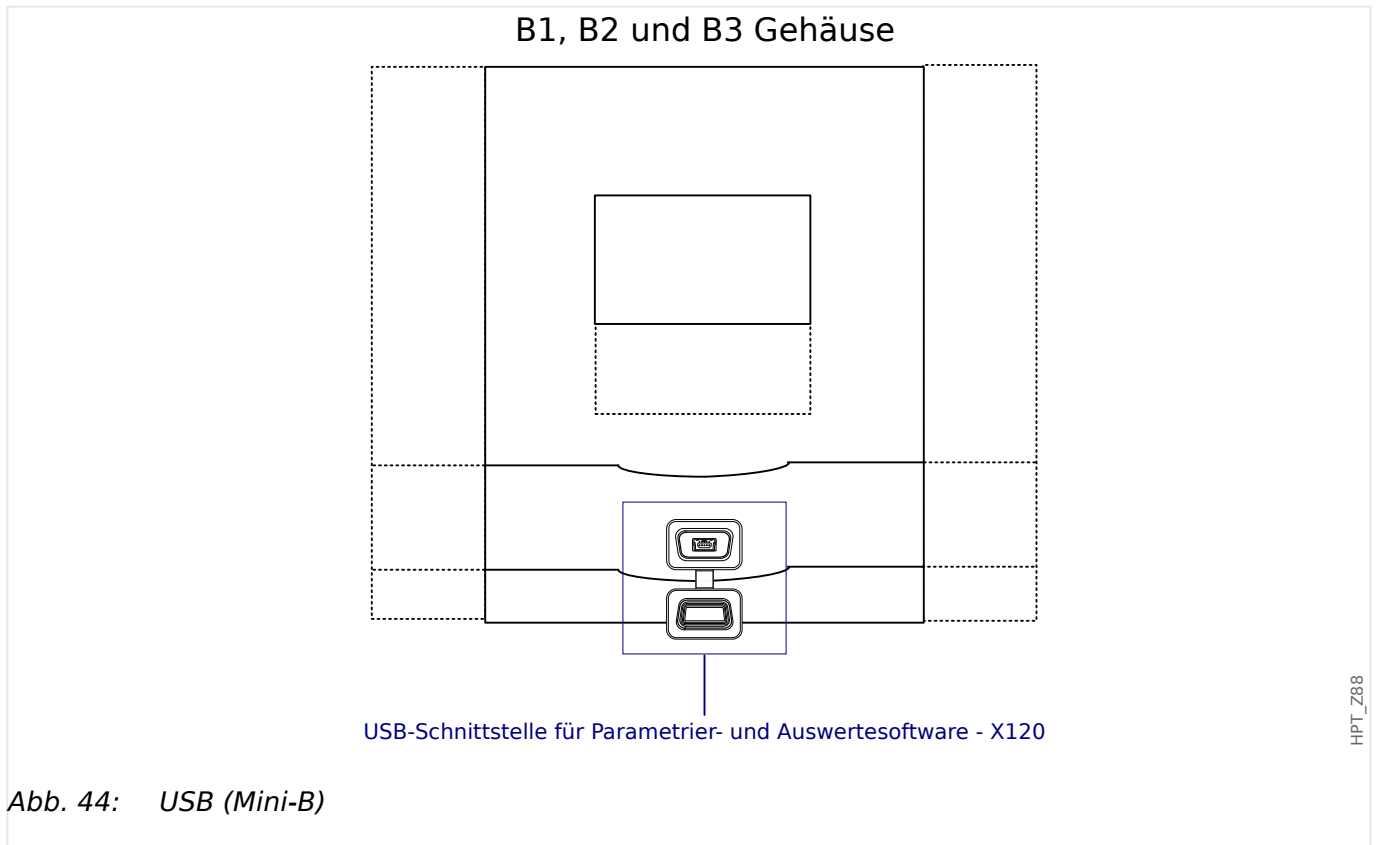 B1, B2 und B3 Gehäuse
USB-Schnittstelle für Parametrier- und Auswertesoftware - X120
HPT_Z88
Abb. 44: USB (Mini-B)